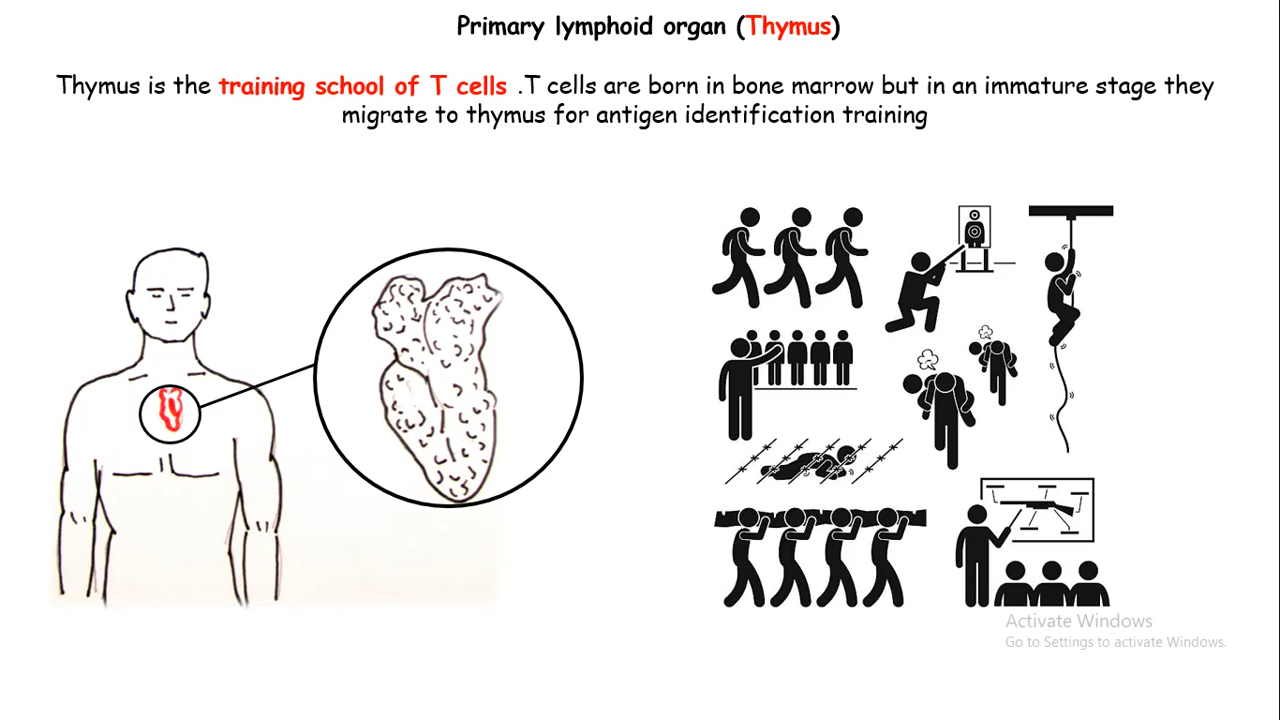 Primary lymphoid organ (Thymus)
Thymus is the training school of T cells .T cells are born in bone marrow but in an immature stage they
migrate to thymus for antigen identification training
Activate Windows
Go to Settings to activate Windows.